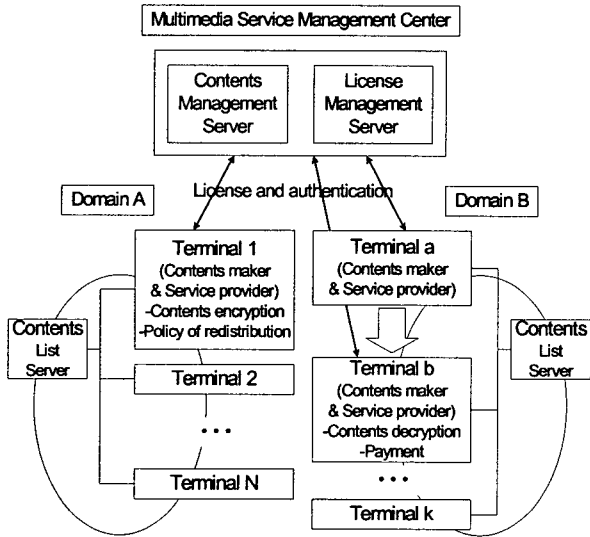 Multimedia Service Management Center
Contents
Management
Server
License
Management
Server
License and authentication
Domain A
Domain B
Terminal 1
(Contents maker
& Service provider)
-Contents encryption
-Policy of redistribution
Terminal a
(Contents maker
& Service provider)
Contents
List
Server
Contents
List
Server
Terminal 2
...
Terminal N
Terminal b
(Contents maker
& Service provider)
-Contents decryption
-Payment
...
Terminal k